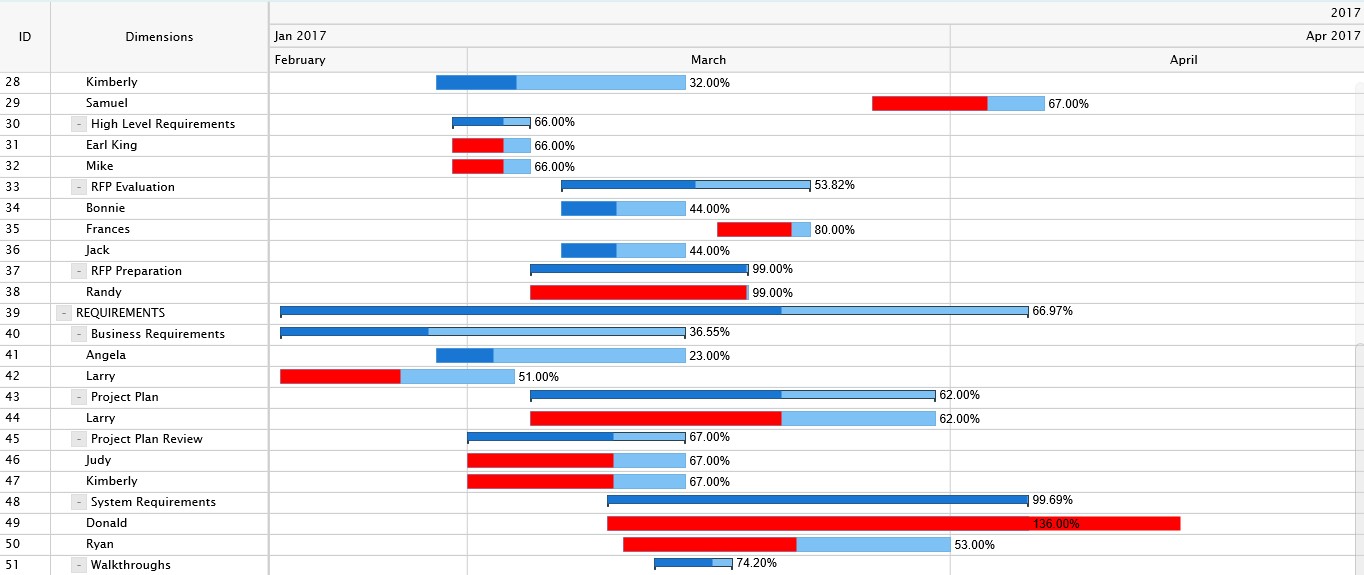 2017
ID Dimensions Jan 2017 Apr 2017
February March April
28 Kimberly 32.00%
29 Samuel 67.00%
30 - High Level Requirements 66.00%
31 Earl King 66.00%
32 Mike 66.00%
33 - RFP Evaluation 53.82%
34 Bonnie 44.00%
35 Frances 80.00%
36 Jack 44.00%
37 - RFP Preparation 99.00%
38 Randy 99.00%
39 - REQUIREMENTS 66.97%
40 - Business Requirements 36.55%
41 Angela 23.00%
42 Larry 51.00%
43 - Project Plan 62.00%
44 Larry 62.00%
45 - Project Plan Review 67.00%
46 Judy 67.00%
47 Kimberly 67.00%
48 - System Requirements 99.69%
49 Donald 136.00%
50 Ryan 53.00%
51 - Walkthroughs 74.20%